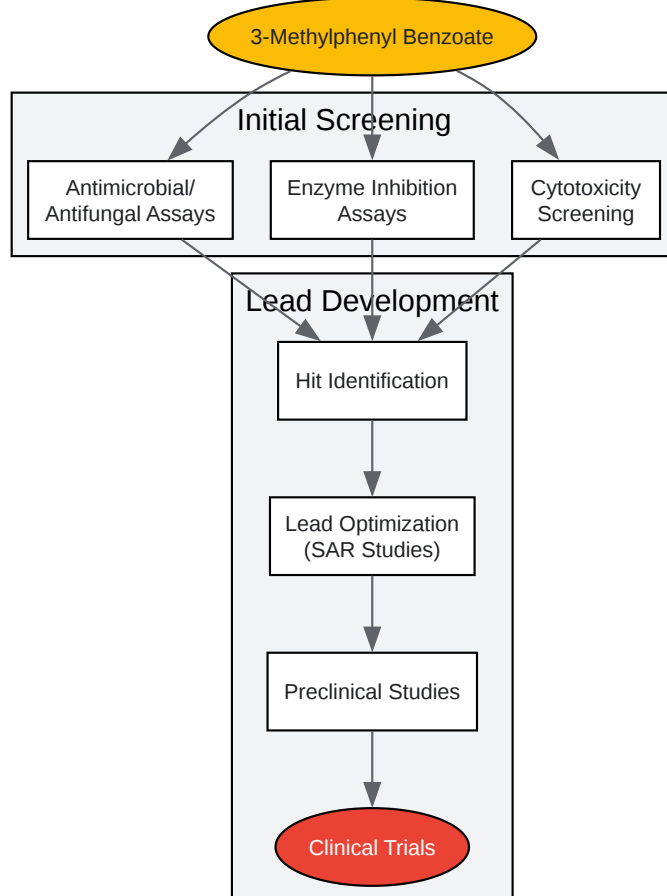 3-Methylphenyl Benzoate
Initial Screening
Antimicrobial/
Antifungal Assays
Enzyme Inhibition
Assays
Cytotoxicity
Screening
Lead Development
Hit Identification
Lead Optimization
(SAR Studies)
Preclinical Studies
Clinical Trials